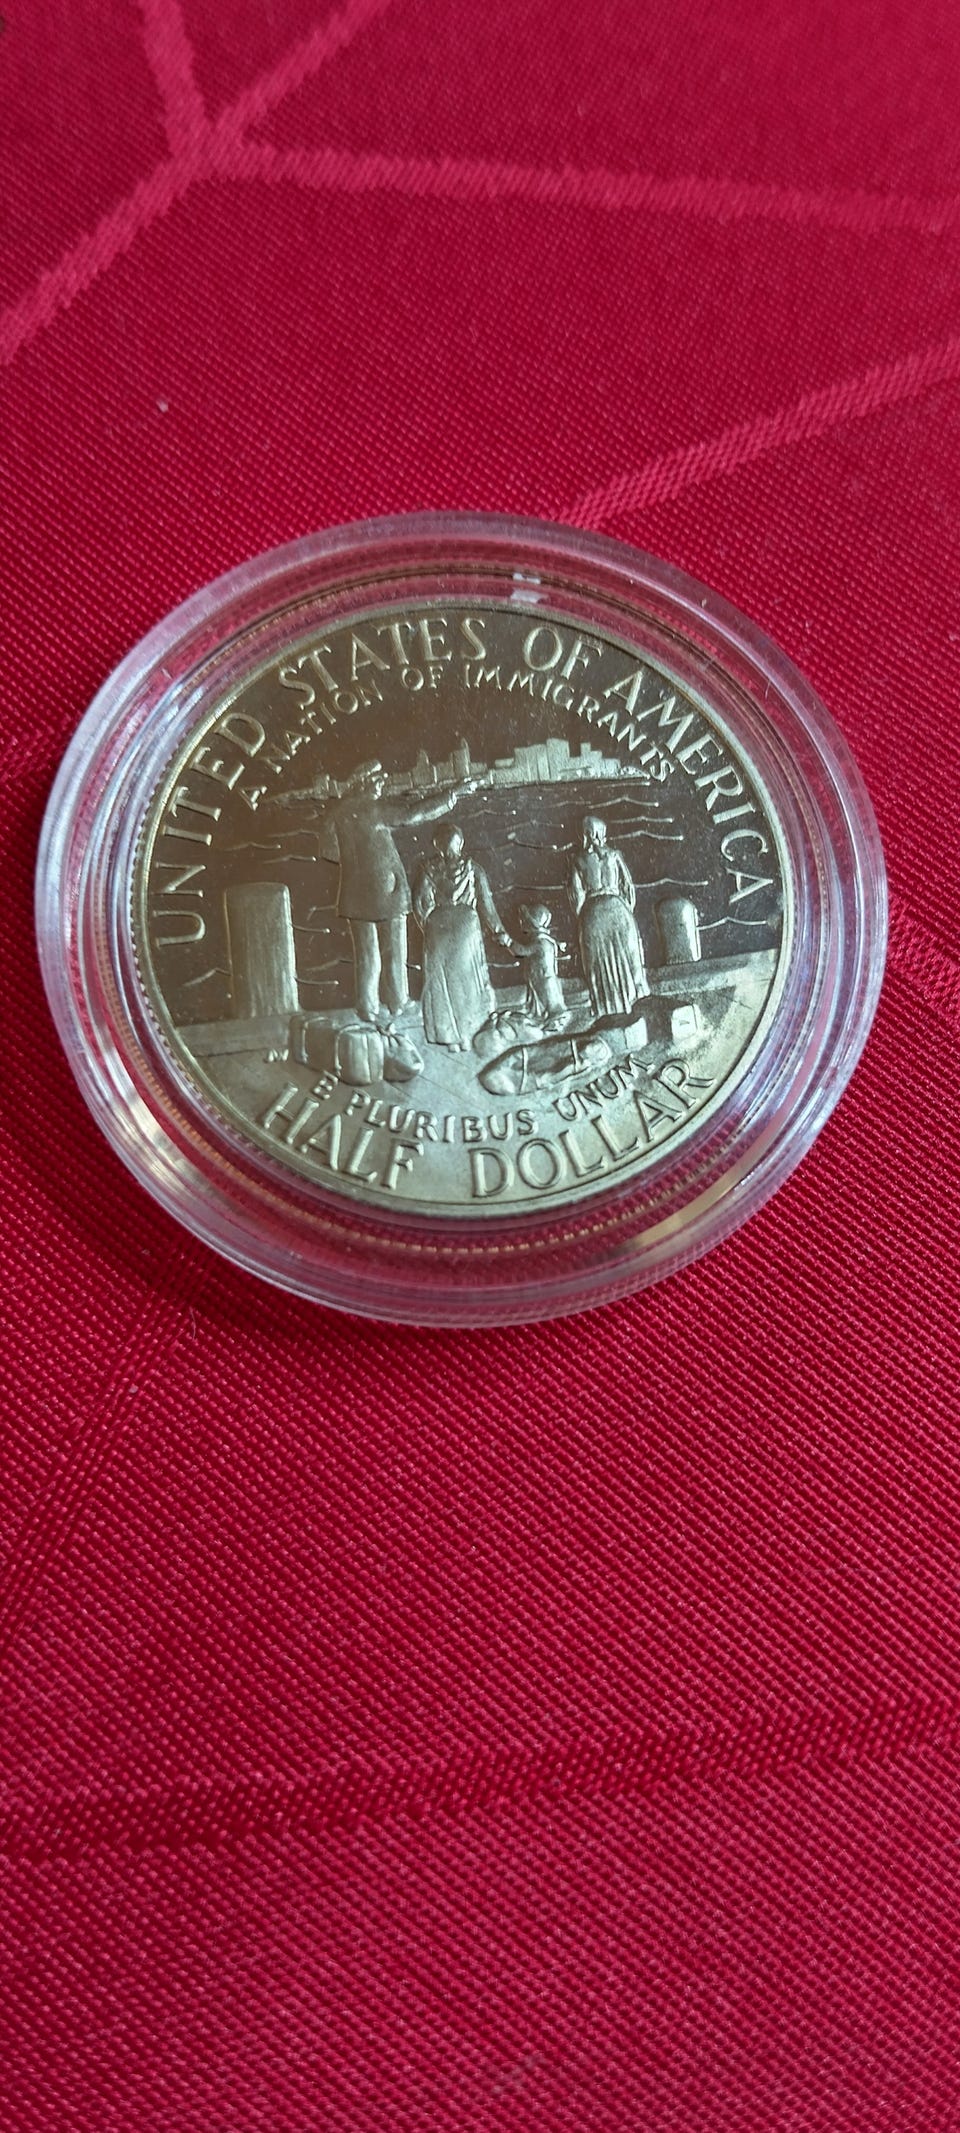 UNITED STATES OF AMERICA
A NATION OF IMMIGRANTS
E PLURIBUS UNUM
HALF DOLLAR